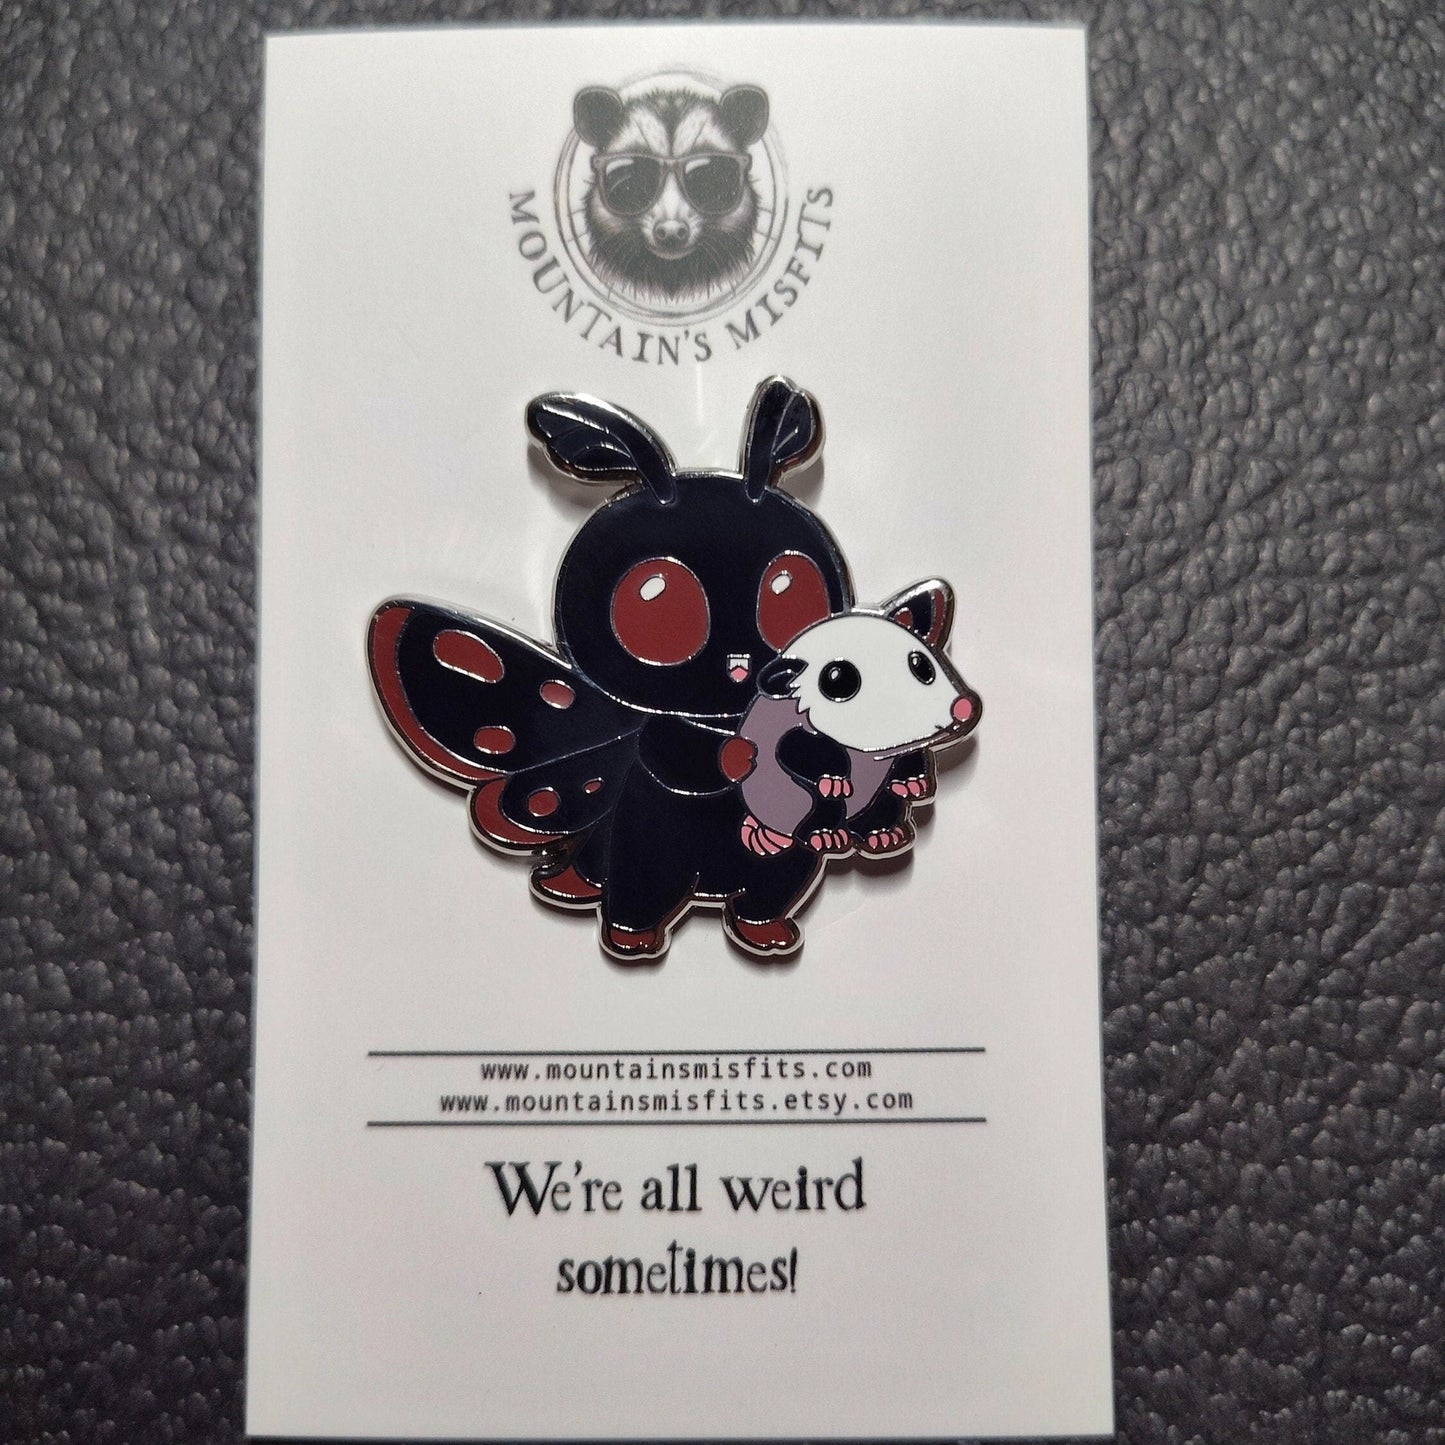 MOUNTAIN'S MISFITS
www.mountainsmisfits.com
www.mountainsmisfits.etsy.com
We're all weird
sometimes!